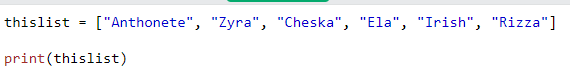 thislist = ["Anthonete", "Zyra", "Cheska", "Ela", "Irish", "Rizza"]
print(thislist)